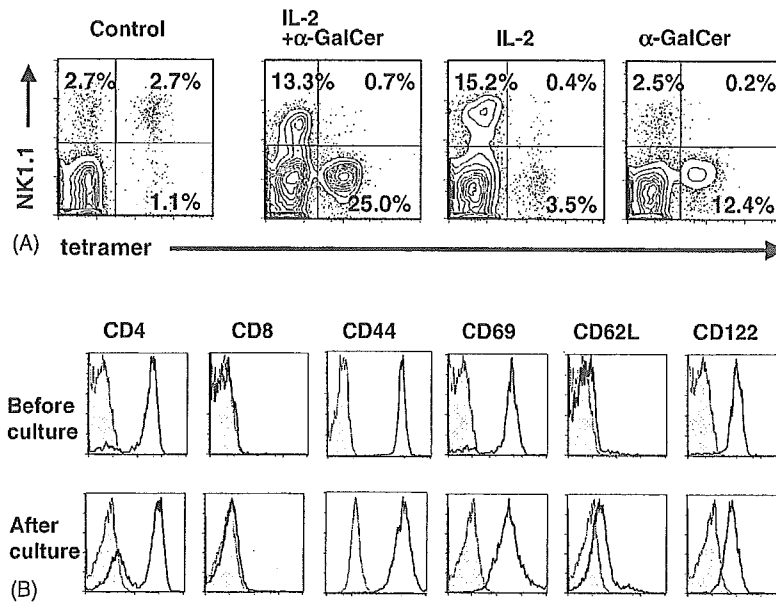 Control
IL-2
+α-GalCer
IL-2
α-GalCer
2.7% 2.7%
13.3% 0.7%
15.2% 0.4%
2.5% 0.2%
NK1.1
1.1%
25.0%
3.5%
12.4%
(A) tetramer
CD4 CD8 CD44 CD69 CD62L CD122
Before
culture
After
culture
(B)